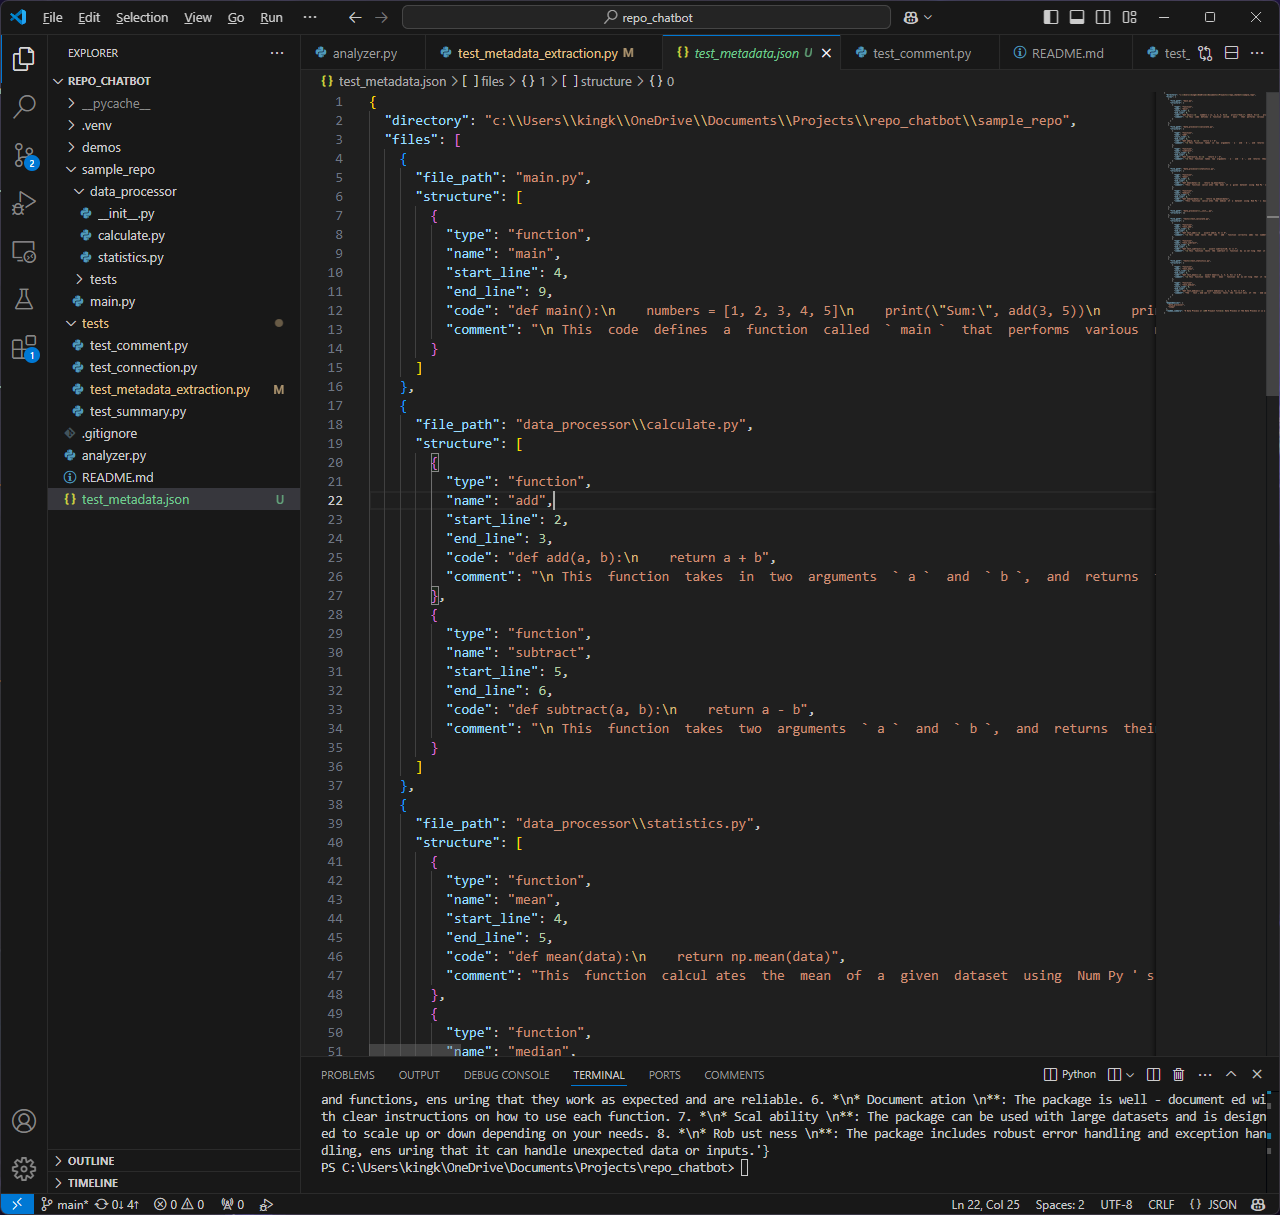 File Edit Selection View Go Run ··· repo_chatbot
EXPLORER ···
REPO_CHATBOT
__pycache__
.venv
demos
sample_repo
data_processor
__init__.py
calculate.py
statistics.py
tests
main.py
tests
test_comment.py
test_connection.py
test_metadata_extraction.py M
test_summary.py
.gitignore
analyzer.py
README.md
{} test_metadata.json U
OUTLINE
TIMELINE
2
1
analyzer.py test_metadata_extraction.py M {} test_metadata.json U test_comment.py README.md test_ ···
{} test_metadata.json > [ ] files > {} 1 > [ ] structure > {} 0
1 {
2 "directory": "c:\\Users\\kingk\\OneDrive\\Documents\\Projects\\repo_chatbot\\sample_repo",
3 "files": [
4 {
5 "file_path": "main.py",
6 "structure": [
7 {
8 "type": "function",
9 "name": "main",
10 "start_line": 4,
11 "end_line": 9,
12 "code": "def main():\n    numbers = [1, 2, 3, 4, 5]\n    print(\"Sum:\", add(3, 5))\n    pri
13 "comment": "\n This  code  defines  a  function  called  ` main `  that  performs  various
14 }
15 ]
16 },
17 {
18 "file_path": "data_processor\\calculate.py",
19 "structure": [
20 {
21 "type": "function",
22 "name": "add",
23 "start_line": 2,
24 "end_line": 3,
25 "code": "def add(a, b):\n    return a + b",
26 "comment": "\n This  function  takes  in  two  arguments  ` a `  and  ` b `,  and  returns
27 },
28 {
29 "type": "function",
30 "name": "subtract",
31 "start_line": 5,
32 "end_line": 6,
33 "code": "def subtract(a, b):\n    return a - b",
34 "comment": "\n This  function  takes  two  arguments  ` a `  and  ` b `,  and  returns  thei
35 }
36 ]
37 },
38 {
39 "file_path": "data_processor\\statistics.py",
40 "structure": [
41 {
42 "type": "function",
43 "name": "mean",
44 "start_line": 4,
45 "end_line": 5,
46 "code": "def mean(data):\n    return np.mean(data)",
47 "comment": "This  function  calcul ates  the  mean  of  a  given  dataset  using  Num Py ' s
48 },
49 {
50 "type": "function",
51 "name": "median",
PROBLEMS OUTPUT DEBUG CONSOLE TERMINAL PORTS COMMENTS Python ···
and functions, ens uring that they work as expected and are reliable. 6. *\n* Document ation \n**: The package is well - document ed wi
th clear instructions on how to use each function. 7. *\n* Scal ability \n**: The package can be used with large datasets and is design
ed to scale up or down depending on your needs. 8. *\n* Rob ust ness \n**: The package includes robust error handling and exception han
dling, ens uring that it can handle unexpected data or inputs.'}
PS C:\Users\kingk\OneDrive\Documents\Projects\repo_chatbot>
main* 0↓ 4↑ 0 0 0 Ln 22, Col 25 Spaces: 2 UTF-8 CRLF {} JSON